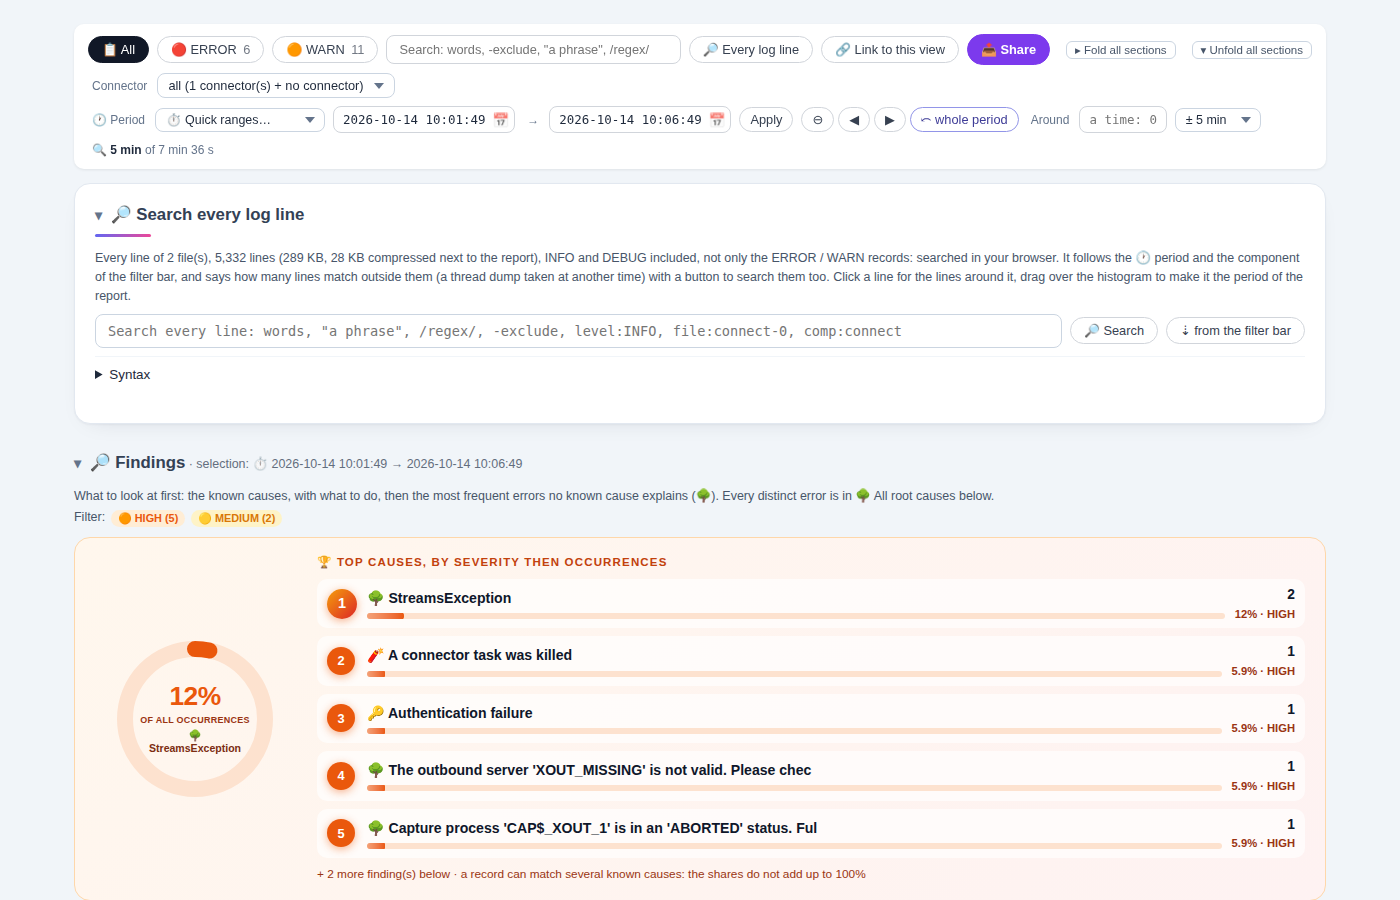 📋 All 🔴 ERROR 6 🟠 WARN 11 Search: words, -exclude, "a phrase", /regex/ 🔎 Every log line 🔗 Link to this view 📥 Share ▸ Fold all sections ▾ Unfold all sections
Connector all (1 connector(s) + no connector)
🕐 Period ⏱️ Quick ranges... 2026-10-14 10:01:49 📅 → 2026-10-14 10:06:49 📅 Apply ⊖ ◀ ▶ ⤺ whole period Around a time: 0 ± 5 min
🔍 5 min of 7 min 36 s
▾ 🔎 Search every log line
Every line of 2 file(s), 5,332 lines (289 KB, 28 KB compressed next to the report), INFO and DEBUG included, not only the ERROR / WARN records: searched in your browser. It follows the 🕐 period and the component
of the filter bar, and says how many lines match outside them (a thread dump taken at another time) with a button to search them too. Click a line for the lines around it, drag over the histogram to make it the period of the
report.
Search every line: words, "a phrase", /regex/, -exclude, level:INFO, file:connect-0, comp:connect 🔎 Search ⇣ from the filter bar
▶ Syntax
▾ 🔎 Findings · selection: ⏱️ 2026-10-14 10:01:49 → 2026-10-14 10:06:49
What to look at first: the known causes, with what to do, then the most frequent errors no known cause explains (🌳). Every distinct error is in 🌳 All root causes below.
Filter: 🟠 HIGH (5) 🟡 MEDIUM (2)
🏆 TOP CAUSES, BY SEVERITY THEN OCCURRENCES
12%
OF ALL OCCURRENCES
🌳
StreamsException
1 🌳 StreamsException 2
12% · HIGH
2 🧨 A connector task was killed 1
5.9% · HIGH
3 🔑 Authentication failure 1
5.9% · HIGH
4 🌳 The outbound server 'XOUT_MISSING' is not valid. Please chec 1
5.9% · HIGH
5 🌳 Capture process 'CAP$_XOUT_1' is in an 'ABORTED' status. Ful 1
5.9% · HIGH
+ 2 more finding(s) below · a record can match several known causes: the shares do not add up to 100%